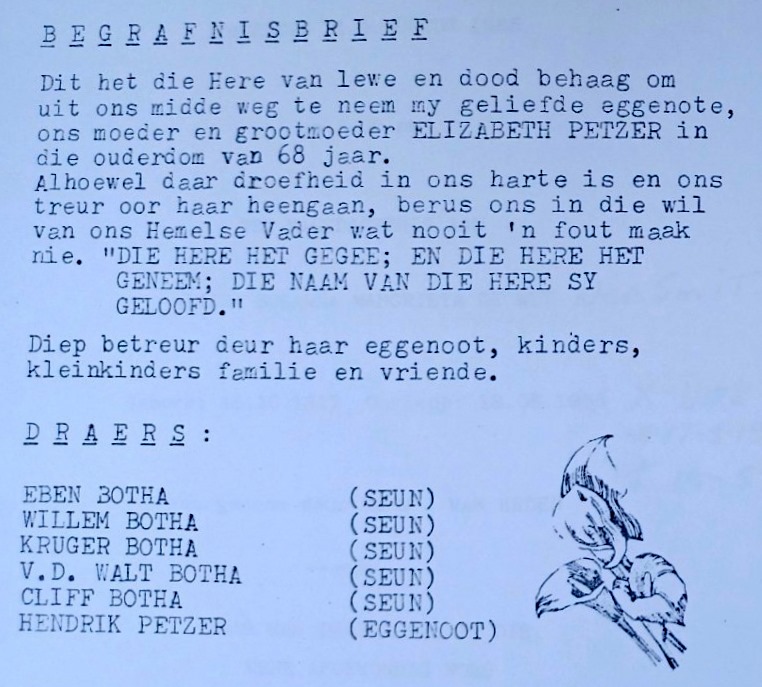 BEGRAFNISBRIEF
Dit het die Here van lewe en dood behaag om
uit ons midde weg te neem my geliefde eggenote,
ons moeder en grootmoeder ELIZABETH PETZER in
die ouderdom van 68 jaar.
Alhoewel daar droefheid in ons harte is en ons
treur oor haar heengaan, berus ons in die wil
van ons Hemelse Vader wat nooit 'n fout maak
nie. "DIE HERE HET GEGEE; EN DIE HERE HET
GENEEM; DIE NAAM VAN DIE HERE SY
GELOOFD."
Diep betreur deur haar eggenoot, kinders,
kleinkinders familie en vriende.
DRAERS:
EBEN BOTHA (SEUN)
WILLEM BOTHA (SEUN)
KRUGER BOTHA (SEUN)
V.D. WALT BOTHA (SEUN)
CLIFF BOTHA (SEUN)
HENDRIK PETZER (EGGENOOT)